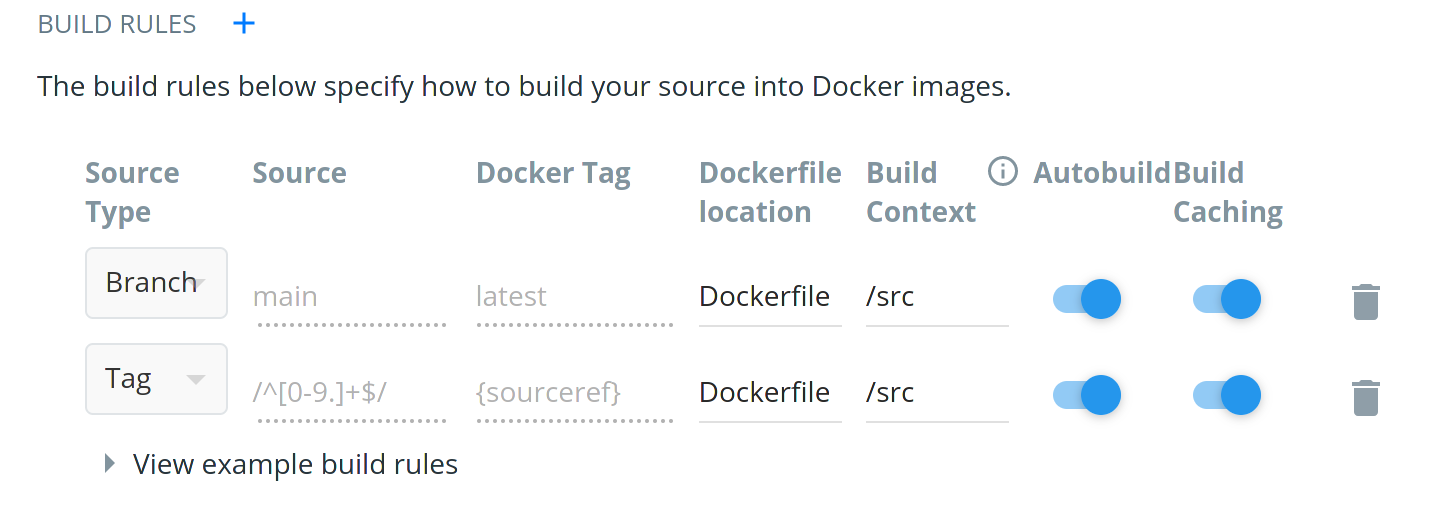 BUILD RULES +
The build rules below specify how to build your source into Docker images.
Source Type Source Docker Tag Dockerfile location Build Context Autobuild Build Caching
Branch main latest Dockerfile /src
Tag /^[0-9.]+$/ {sourceref} Dockerfile /src
View example build rules